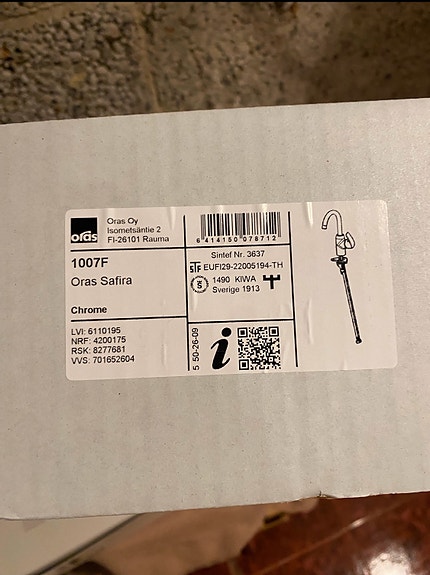 oras
Oras Oy
Isometsäntie 2
FI-26101 Rauma
1007F
Oras Safira
Chrome
LVI: 6110195
NRF: 4200175
RSK: 8277681
VVS: 701652604
6 414150 078712
Sintef Nr. 3637
STF EUFI29-22005194-TH
S 1490 KIWA
Sverige 1913
5 50-26-09
i